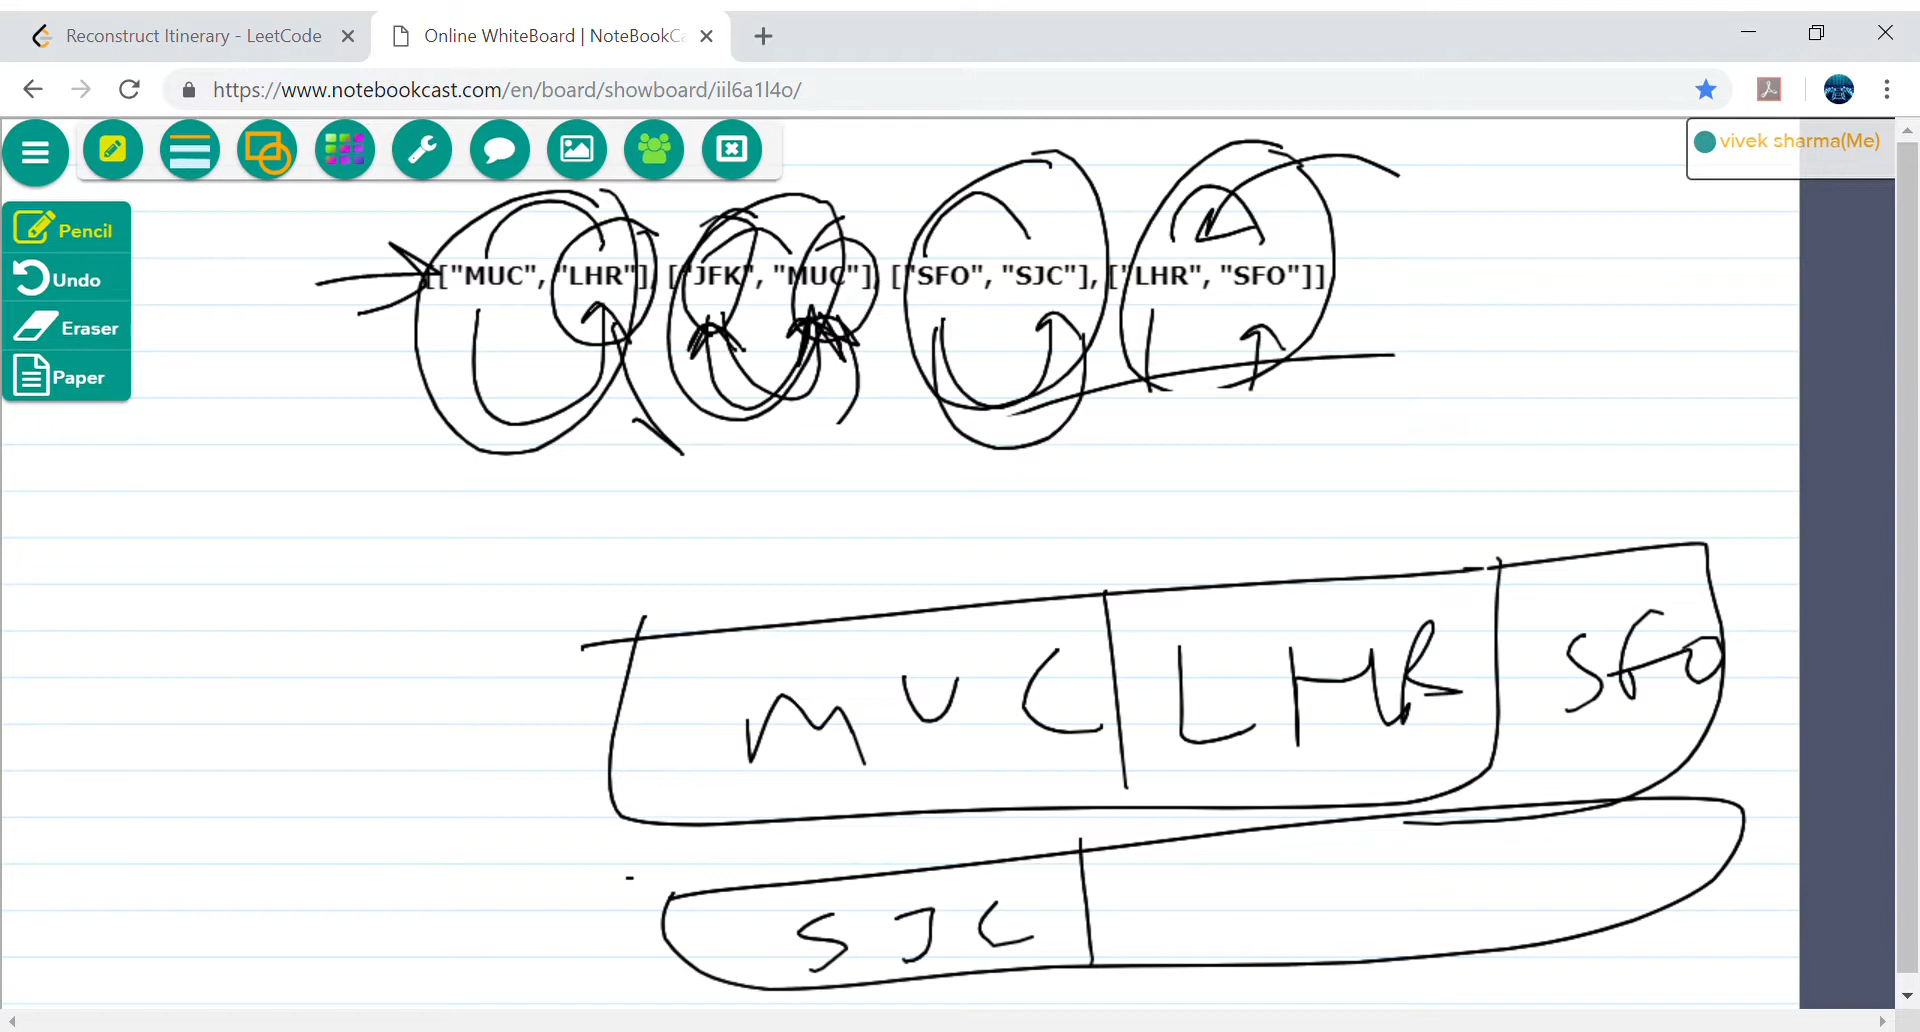 Reconstruct Itinerary - LeetCode
Online WhiteBoard | NoteBookCa
https://www.notebookcast.com/en/board/showboard/iil6a1l4o/
vivek sharma(Me)
Pencil
Undo
Eraser
Paper
[["MUC", "LHR"], ["JFK", "MUC"], ["SFO", "SJC"], ["LHR", "SFO"]]
MUC LHR SFO
SJC